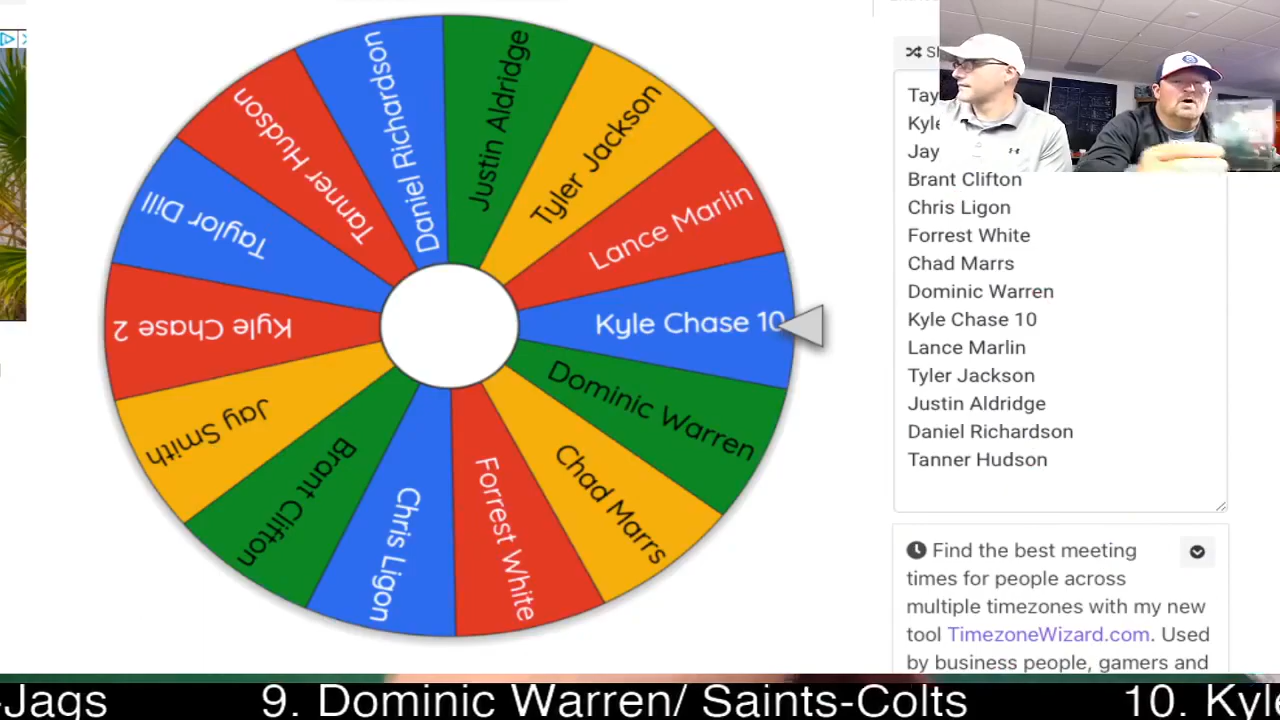 Daniel Richardson
Justin Aldridge
Tyler Jackson
Lance Marlin
Kyle Chase 10
Dominic Warren
Chad Marrs
Forrest White
Chris Ligon
Brant Clifton
Jay Smith
Kyle Chase 2
Taylor Dill
Tanner Hudson
Tay
Kyle
Jay
Brant Clifton
Chris Ligon
Forrest White
Chad Marrs
Dominic Warren
Kyle Chase 10
Lance Marlin
Tyler Jackson
Justin Aldridge
Daniel Richardson
Tanner Hudson
Find the best meeting
times for people across
multiple timezones with my new
tool TimezoneWizard.com. Used
by business people, gamers and
-Jags 9. Dominic Warren/ Saints-Colts 10. Kyl